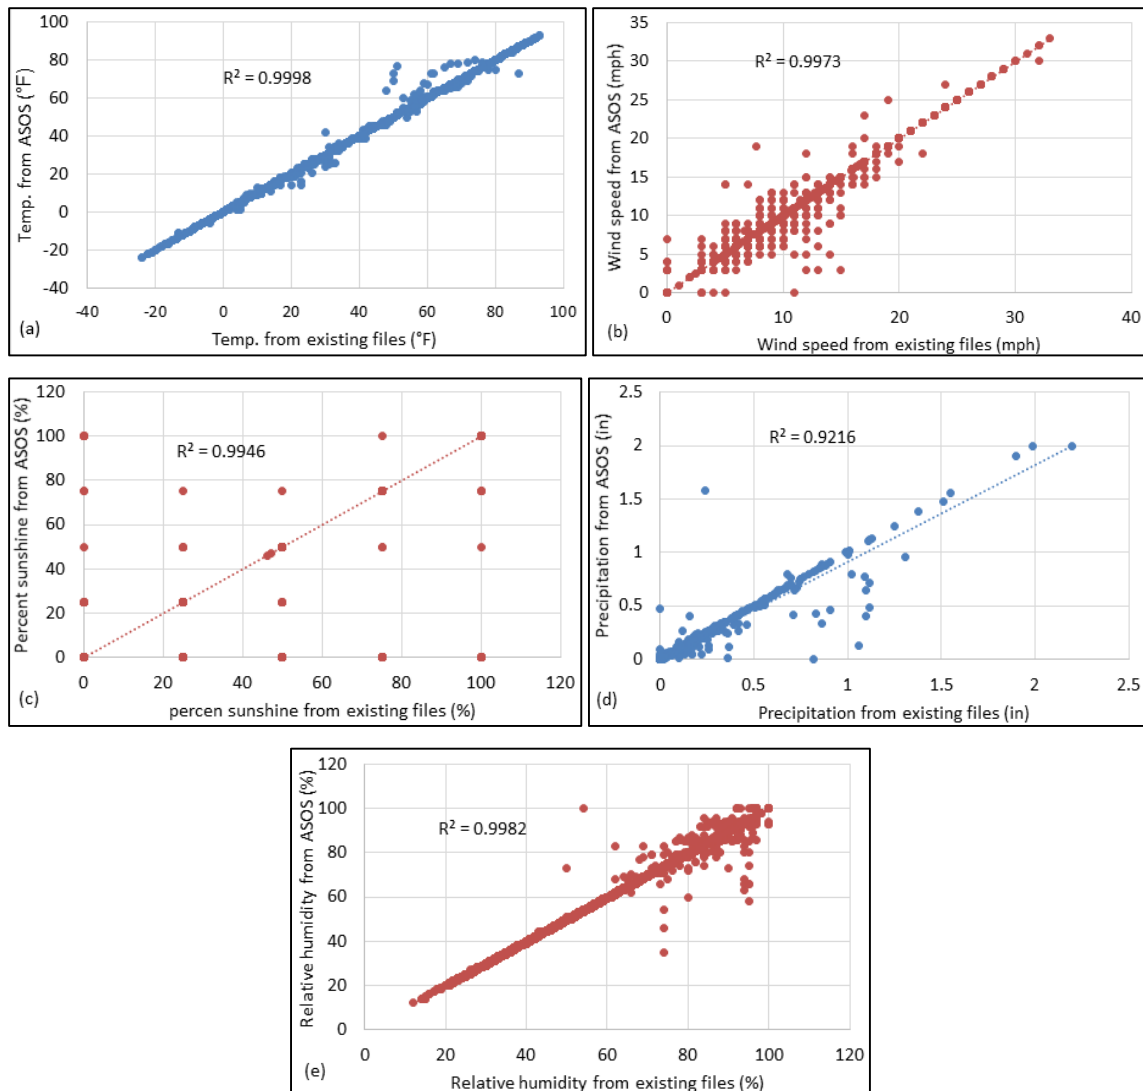 100
80
60
40
20
0
-20
-40
R² = 0.9998
Temp. from ASOS (°F)
-40 -20 0 20 40 60 80 100
(a)
Temp. from existing files (°F)
35
30
25
20
15
10
5
0
R² = 0.9973
Wind speed from ASOS (mph)
0 10 20 30 40
(b)
Wind speed from existing files (mph)
120
100
80
60
40
20
0
R² = 0.9946
Percent sunshine from ASOS (%)
0 20 40 60 80 100 120
(c)
percen sunshine from existing files (%)
2.5
2
1.5
1
0.5
0
R² = 0.9216
Precipitation from ASOS (in)
0 0.5 1 1.5 2 2.5
(d)
Precipitation from existing files (in)
120
100
80
60
40
20
0
R² = 0.9982
Relative humidity from ASOS (%)
0 20 40 60 80 100 120
(e)
Relative humidity from existing files (%)